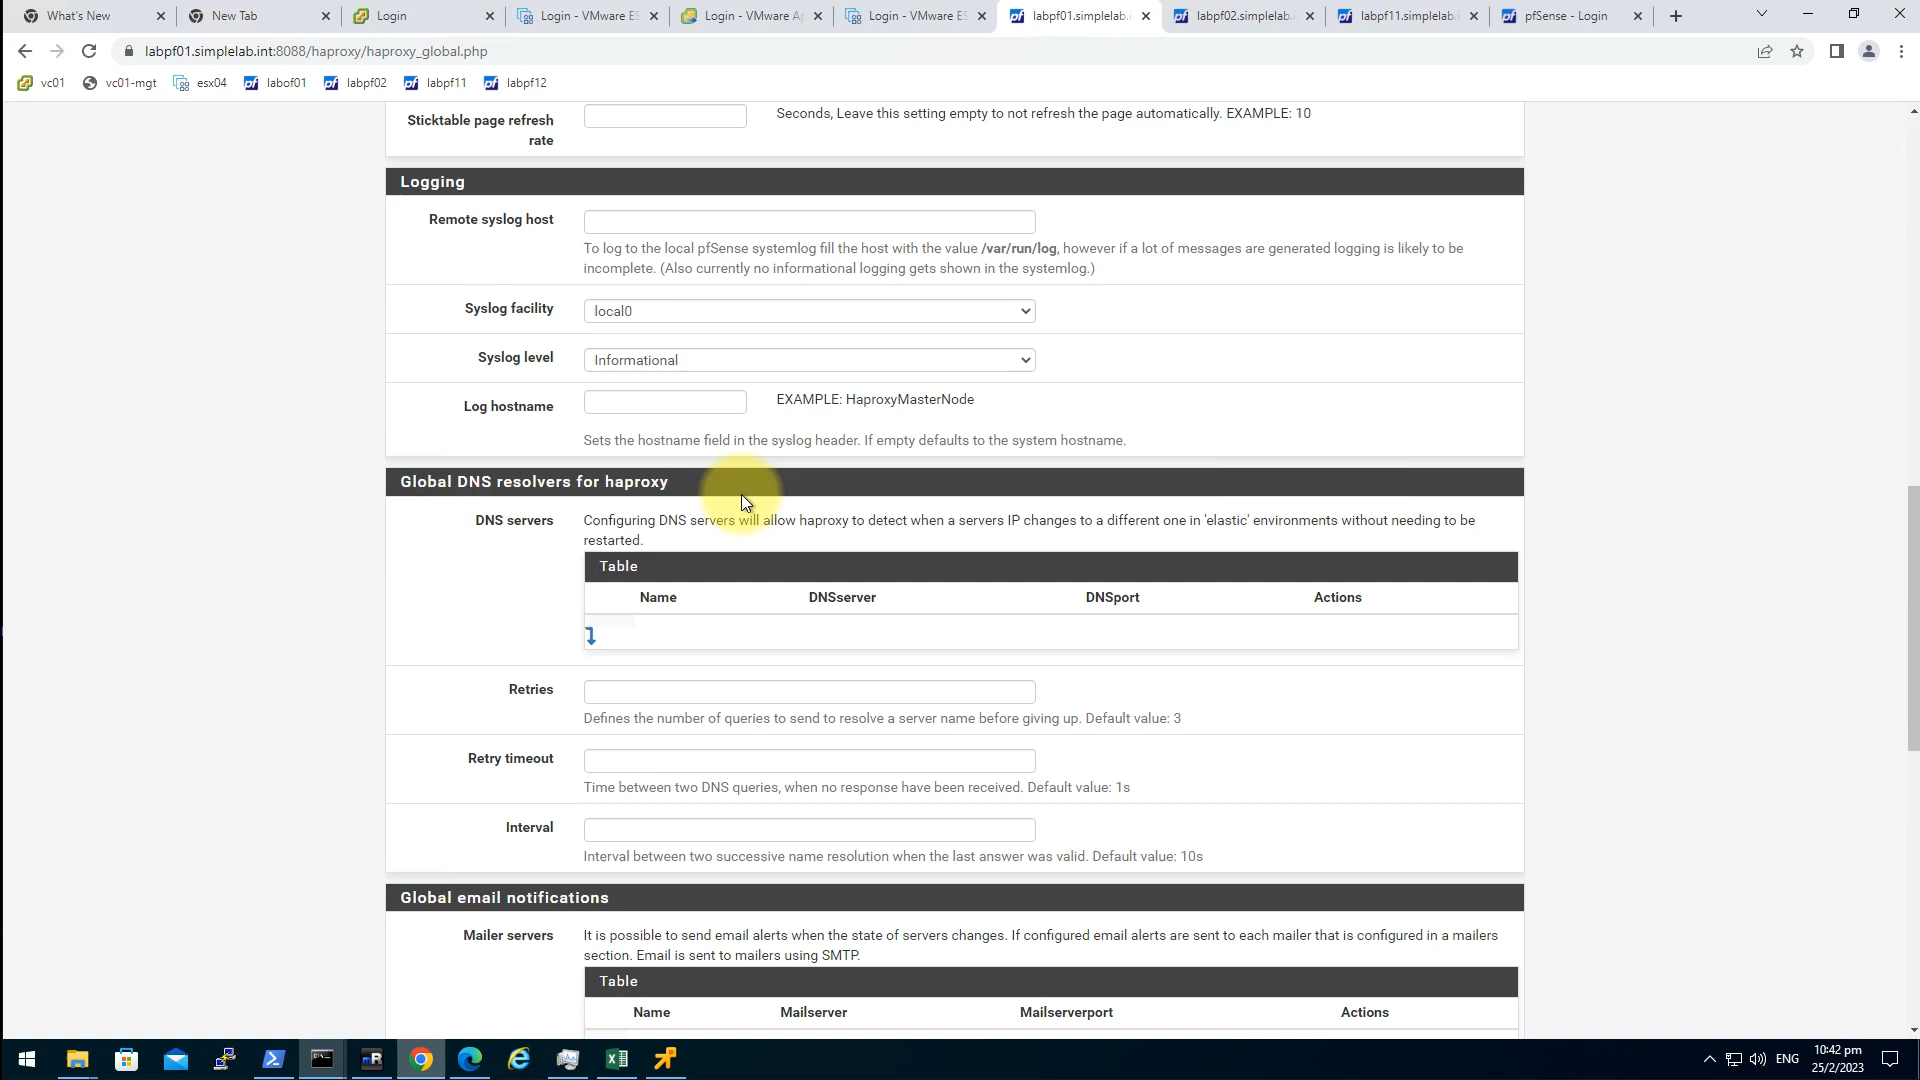 What's New
New Tab
Login
Login - VMware ES
Login - VMware Ap
Login - VMware ES
labpf01.simplelab.i
labpf02.simplelab.i
labpf11.simplelab.i
pfSense - Login
labpf01.simplelab.int:8088/haproxy/haproxy_global.php
vc01
vc01-mgt
esx04
labof01
labpf02
labpf11
labpf12
Sticktable page refresh
rate
Seconds, Leave this setting empty to not refresh the page automatically. EXAMPLE: 10
Logging
Remote syslog host
To log to the local pfSense systemlog fill the host with the value /var/run/log, however if a lot of messages are generated logging is likely to be
incomplete. (Also currently no informational logging gets shown in the systemlog.)
Syslog facility
local0
Syslog level
Informational
Log hostname
EXAMPLE: HaproxyMasterNode
Sets the hostname field in the syslog header. If empty defaults to the system hostname.
Global DNS resolvers for haproxy
DNS servers
Configuring DNS servers will allow haproxy to detect when a servers IP changes to a different one in 'elastic' environments without needing to be
restarted.
Table
Name
DNSserver
DNSport
Actions
Retries
Defines the number of queries to send to resolve a server name before giving up. Default value: 3
Retry timeout
Time between two DNS queries, when no response have been received. Default value: 1s
Interval
Interval between two successive name resolution when the last answer was valid. Default value: 10s
Global email notifications
Mailer servers
It is possible to send email alerts when the state of servers changes. If configured email alerts are sent to each mailer that is configured in a mailers
section. Email is sent to mailers using SMTP.
Table
Name
Mailserver
Mailserverport
Actions
ENG
10:42 pm
25/2/2023